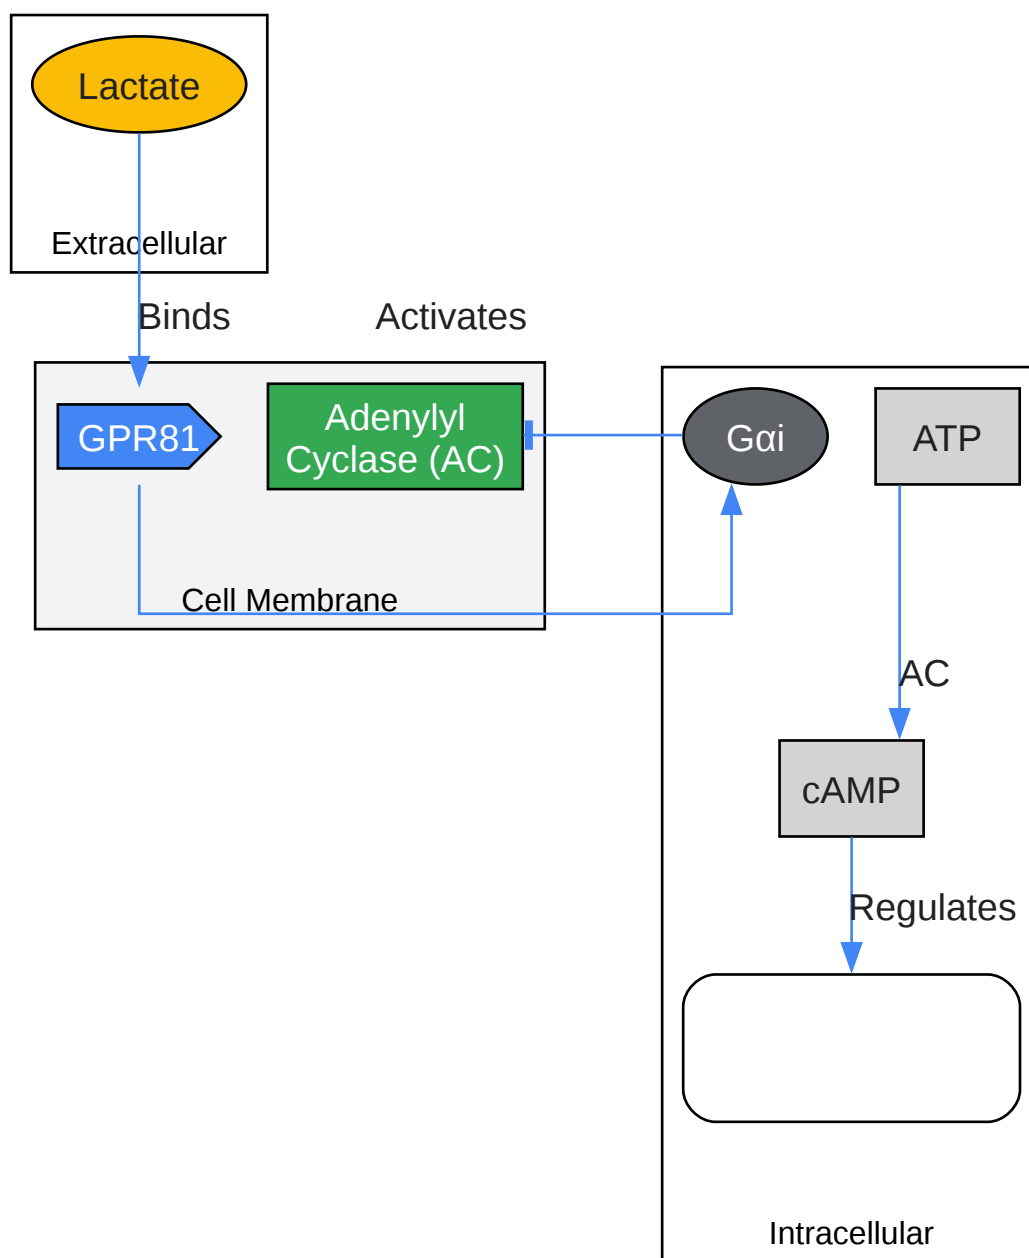 Lactate
Extracellular
Binds
Activates
GPR81
Adenylyl
Cyclase (AC)
Gαi
ATP
Cell Membrane
AC
cAMP
Regulates
Intracellular